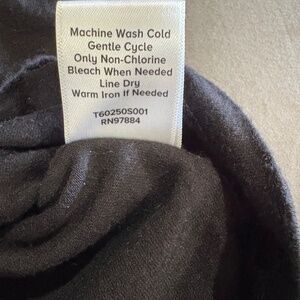 Machine Wash Cold
Gentle Cycle
Only Non-Chlorine
Bleach When Needed
Line Dry
Warm Iron If Needed
T60250S001
RN97884